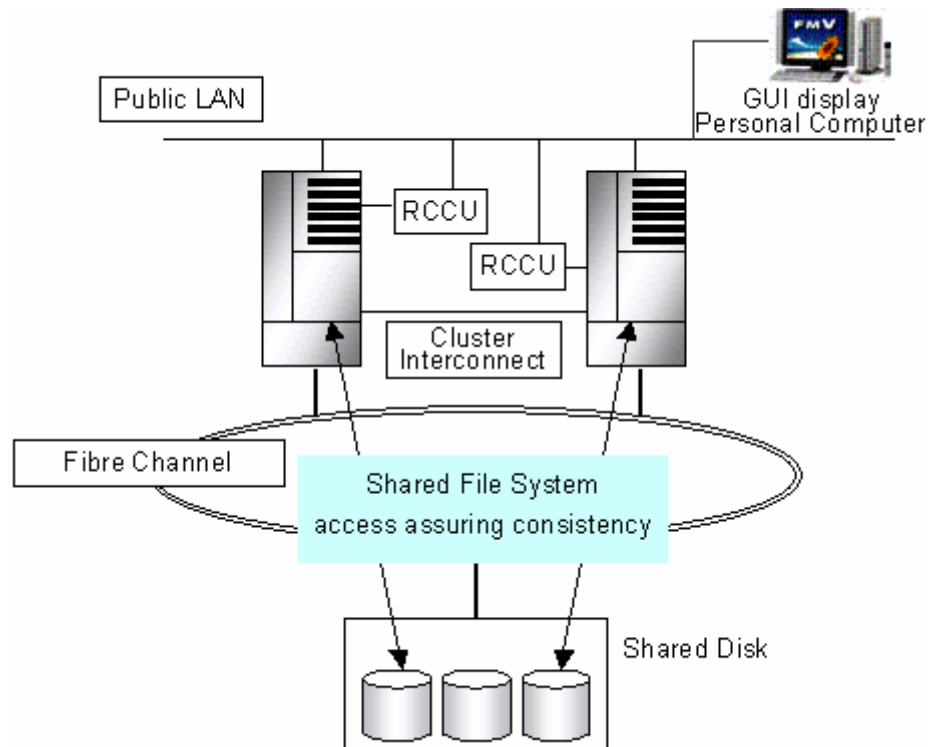 FMV
Public LAN
GUI display
Personal Computer
RCCU
RCCU
Cluster
Interconnect
Fibre Channel
Shared File System
access assuring consistency
Shared Disk